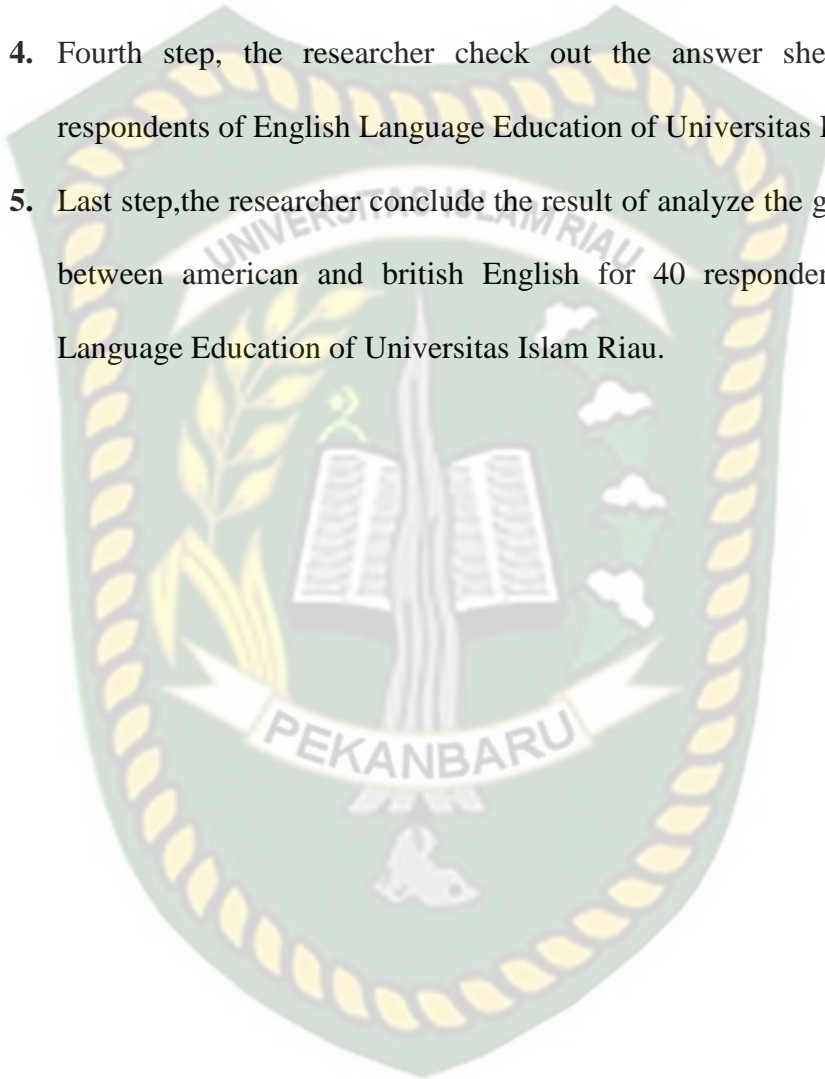 4. Fourth step, the researcher check out the answer she
respondents of English Language Education of Universitas I
5. Last step,the researcher conclude the result of analyze the g
between american and british English for 40 responden
Language Education of Universitas Islam Riau.
UNIVERSITAS ISLAM RIAU
PEKANBARU